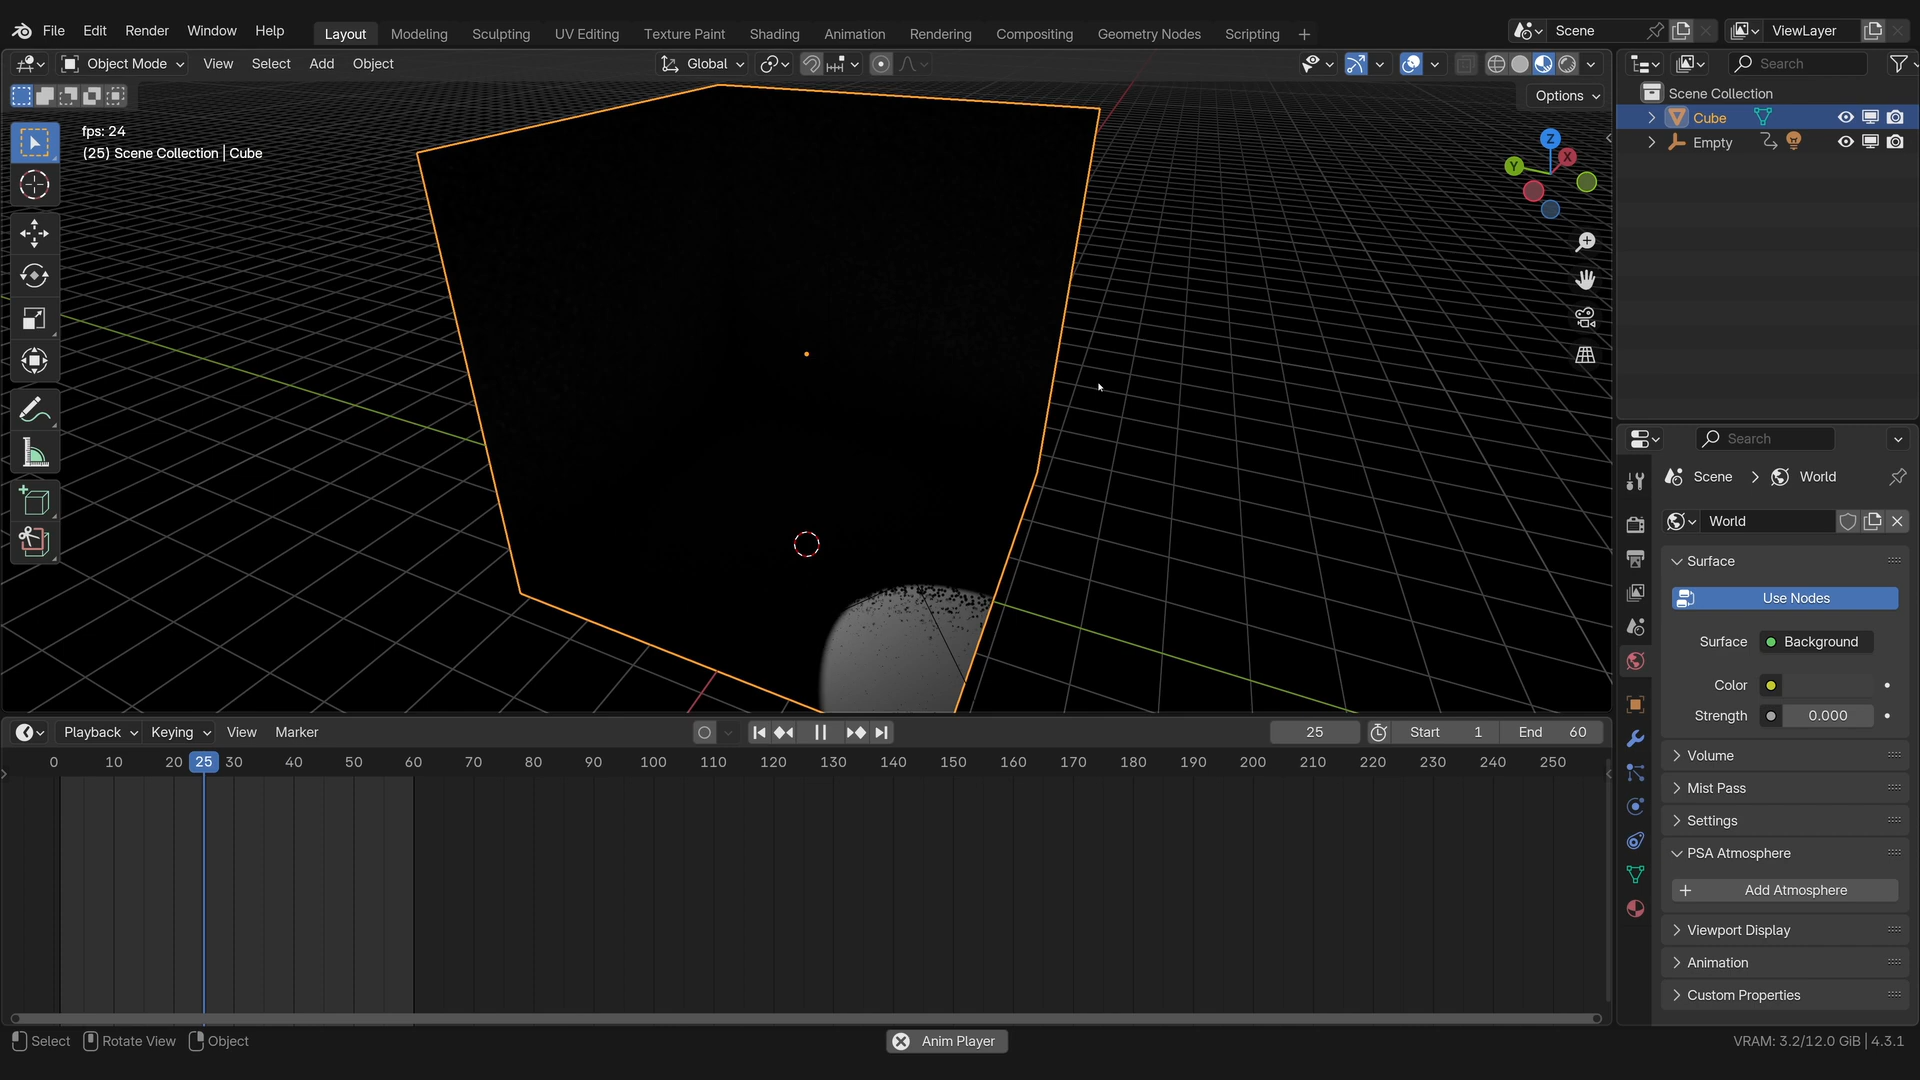 File Edit Render Window Help Layout Modeling Sculpting UV Editing Texture Paint Shading Animation Rendering Compositing Geometry Nodes Scripting + Scene ViewLayer
Object Mode View Select Add Object Global Search
Options
fps: 24
(25) Scene Collection | Cube
Z
Y
X
Scene Collection
Cube
Empty
Search
Scene > World
World
Surface
Use Nodes
Surface Background
Color
Strength 0.000
Volume
Mist Pass
Settings
PSA Atmosphere
+ Add Atmosphere
Viewport Display
Animation
Custom Properties
Playback Keying View Marker 25 Start 1 End 60
0 10 20 25 30 40 50 60 70 80 90 100 110 120 130 140 150 160 170 180 190 200 210 220 230 240 250
Select Rotate View Object Anim Player VRAM: 3.2/12.0 GiB | 4.3.1